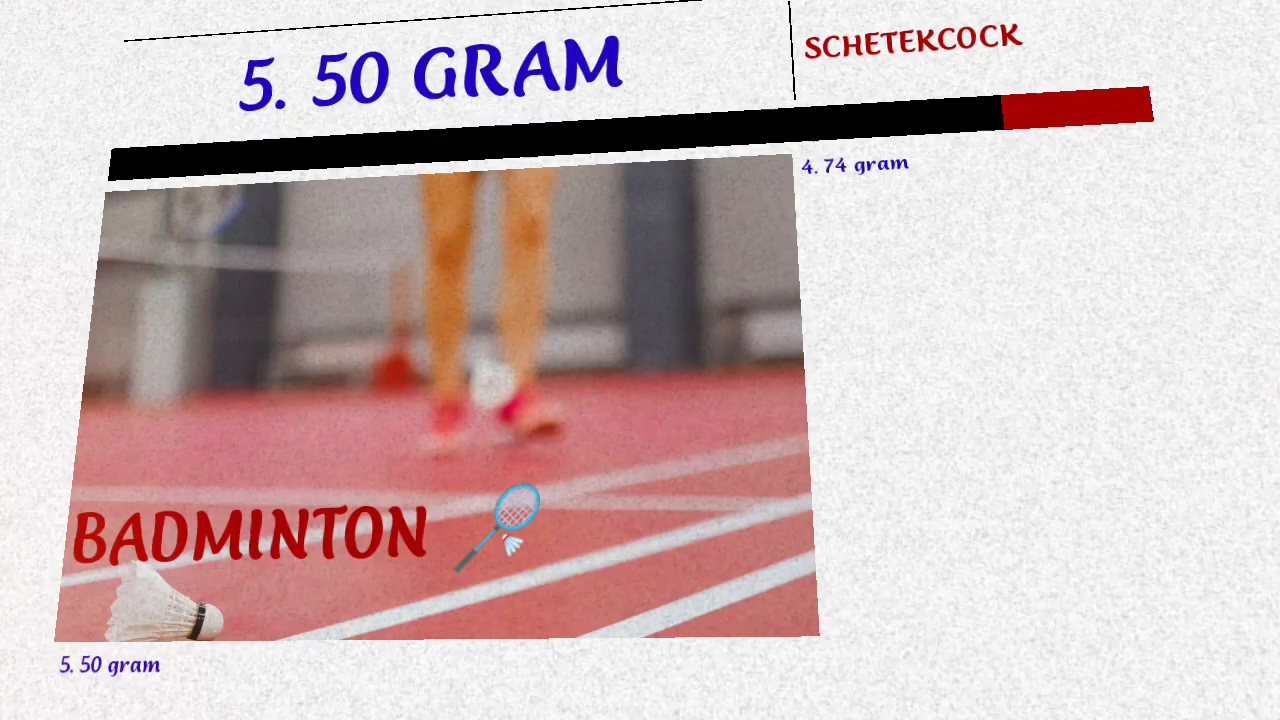 5. 50 GRAM
SCHETEKCOCK
4. 74 gram
BADMINTON
5. 50 gram